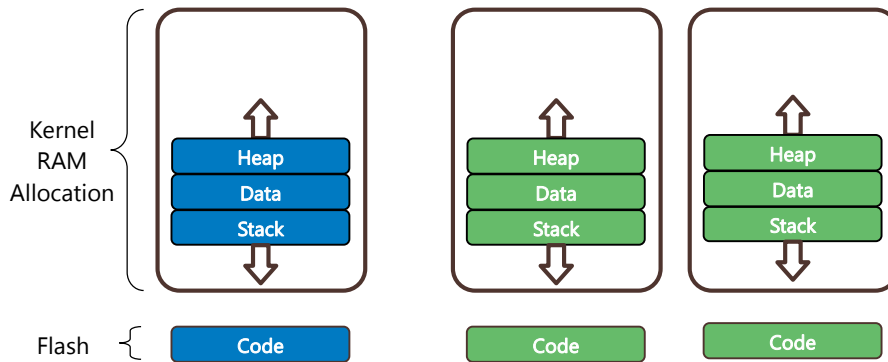 Kernel
RAM
Allocation
Heap
Data
Stack
Heap
Data
Stack
Heap
Data
Stack
Flash
Code
Code
Code